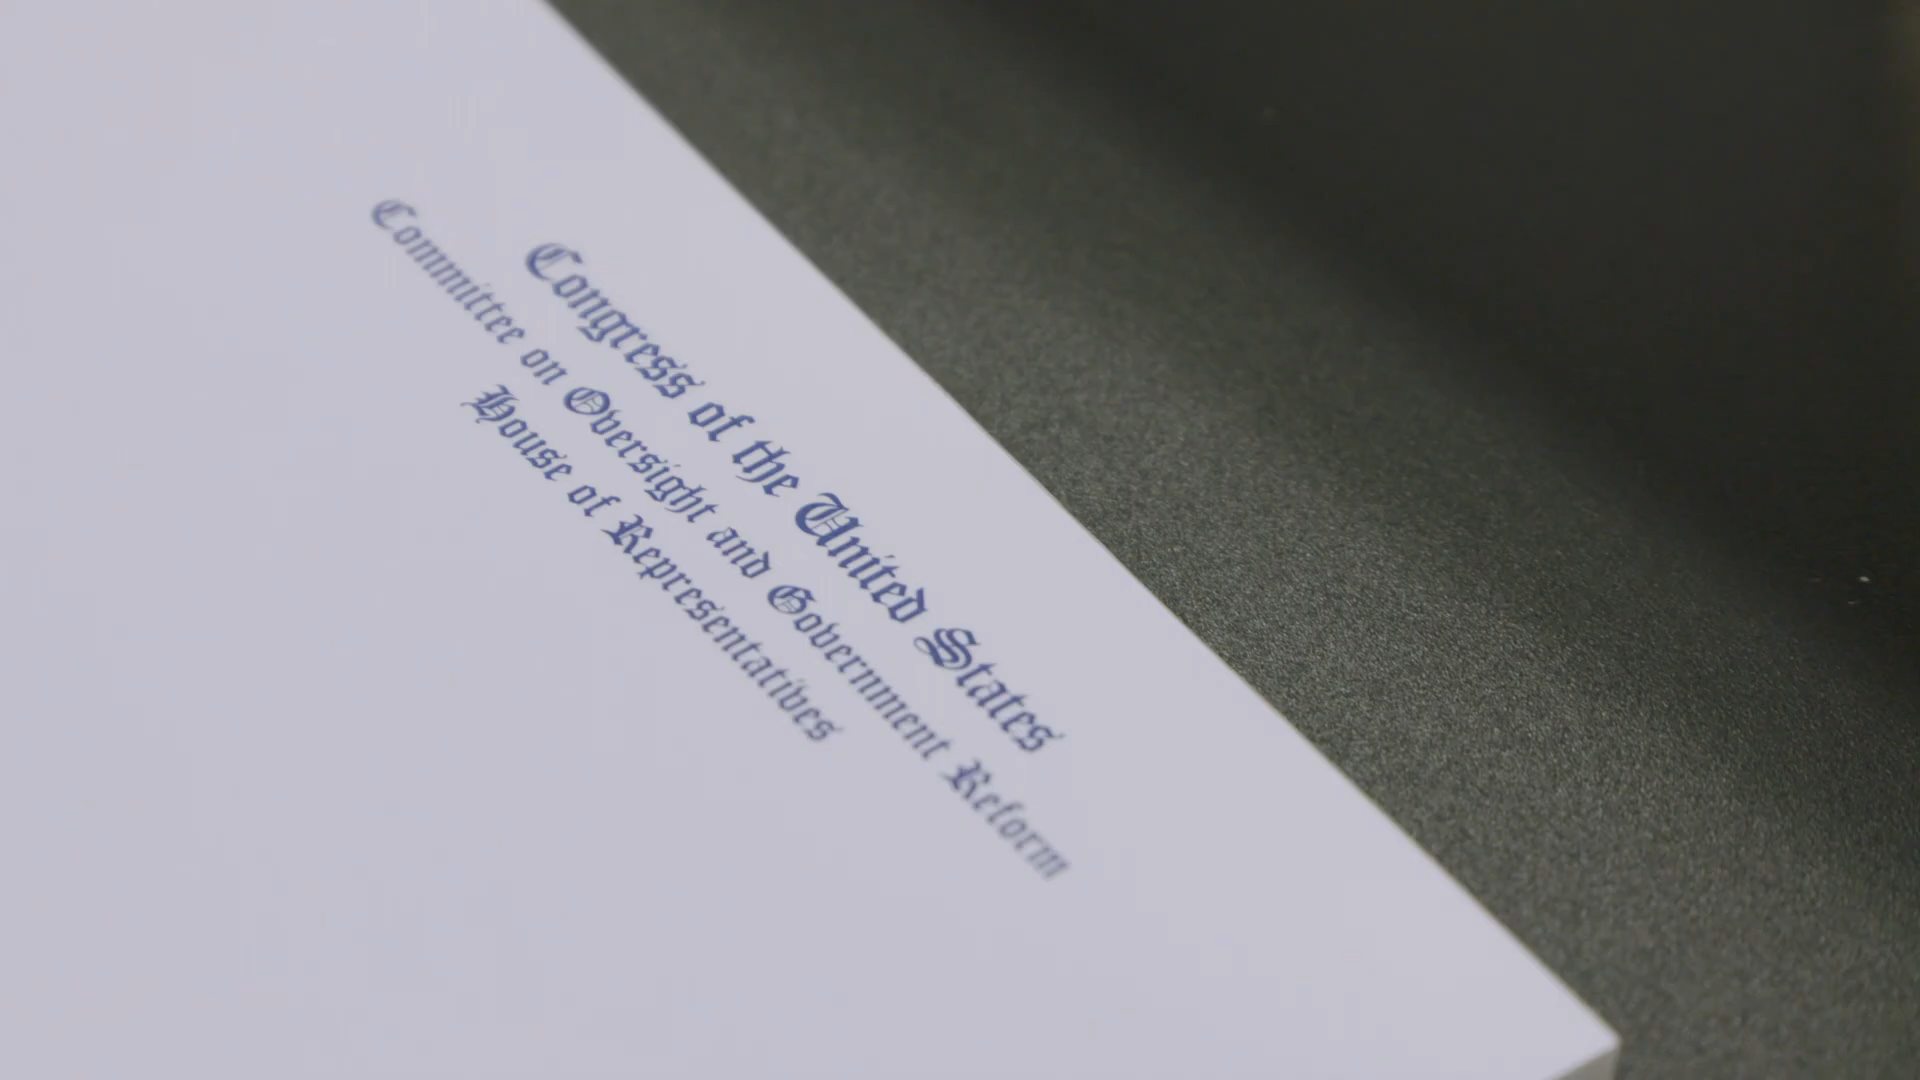 Congress of the United States
Committee on Oversight and Government Reform
House of Representatives